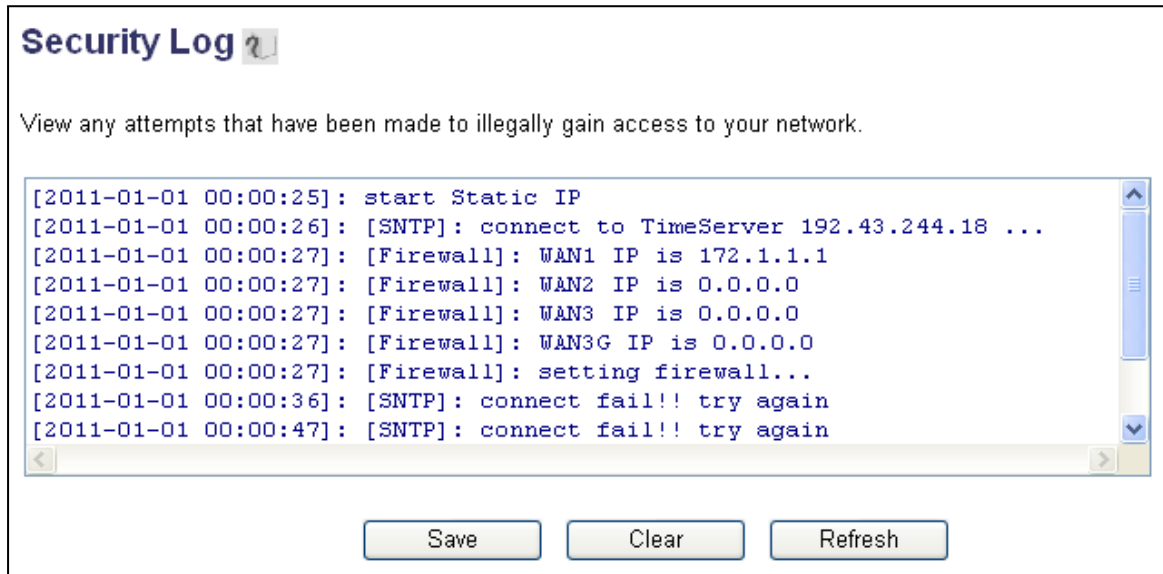 Security Log
View any attempts that have been made to illegally gain access to your network.
[2011-01-01 00:00:25]: start Static IP
[2011-01-01 00:00:26]: [SNTP]: connect to TimeServer 192.43.244.18 ...
[2011-01-01 00:00:27]: [Firewall]: WAN1 IP is 172.1.1.1
[2011-01-01 00:00:27]: [Firewall]: WAN2 IP is 0.0.0.0
[2011-01-01 00:00:27]: [Firewall]: WAN3 IP is 0.0.0.0
[2011-01-01 00:00:27]: [Firewall]: WAN3G IP is 0.0.0.0
[2011-01-01 00:00:27]: [Firewall]: setting firewall...
[2011-01-01 00:00:36]: [SNTP]: connect fail!! try again
[2011-01-01 00:00:47]: [SNTP]: connect fail!! try again
Save Clear Refresh